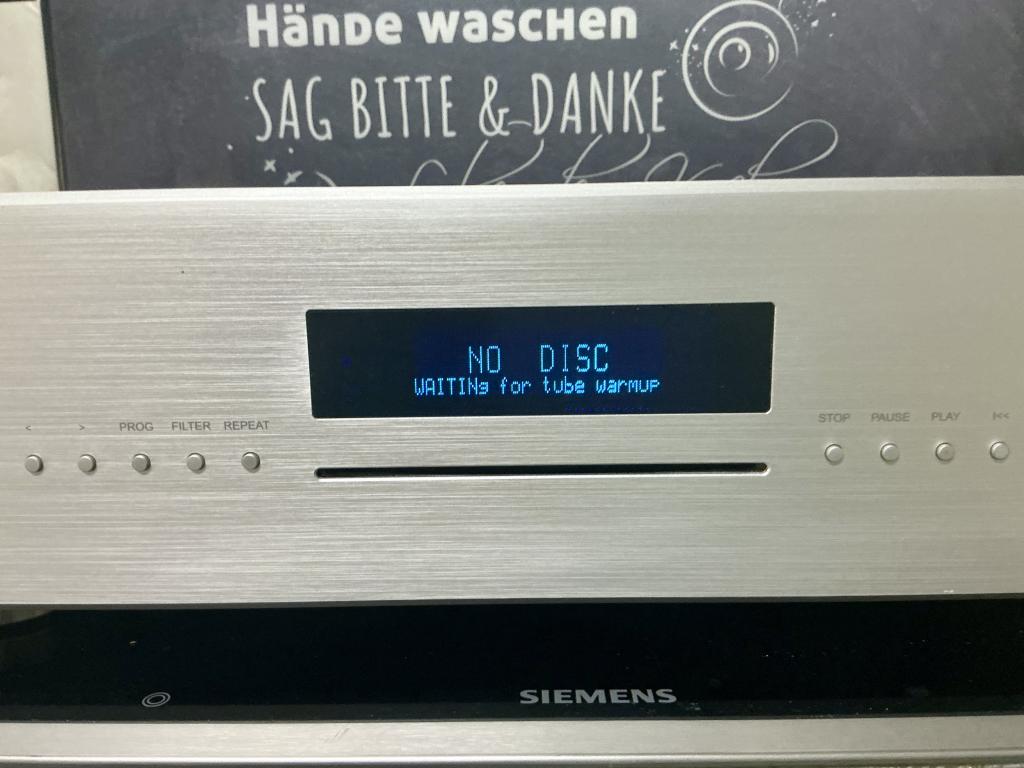 Hände waschen
SAG BITTE & DANKE
NO DISC
WAITINg for tube warmup
< > PROG FILTER REPEAT
STOP PAUSE PLAY I<<
SIEMENS